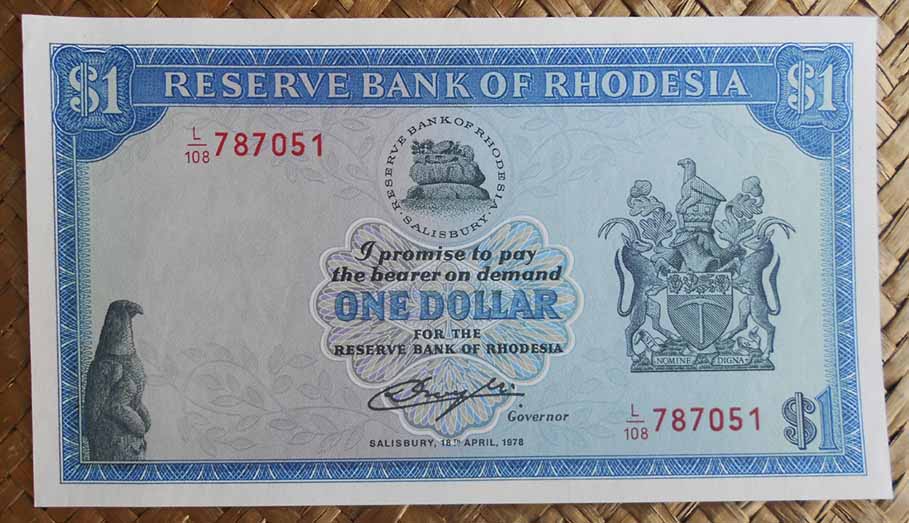 $1 RESERVE BANK OF RHODESIA $1
L/108 787051
RESERVE BANK OF RHODESIA
· SALISBURY ·
I promise to pay
the bearer on demand
ONE DOLLAR
FOR THE
RESERVE BANK OF RHODESIA
NOMINE DIGNA
Governor
L/108 787051 $1
SALISBURY, 18TH APRIL, 1978